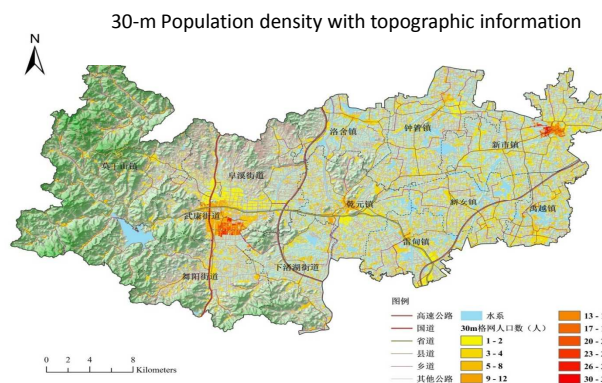 30-m Population density with topographic information
N
洛舍镇
钟管镇
新市镇
阜溪街道
莫干山镇
武康街道
乾元镇
禹越镇
雷甸镇
下渚湖街道
舞阳街道
图例
高速公路
国道
省道
县道
乡道
其他公路
水系
30m格网人口数（人）
1 - 2
3 - 4
5 - 8
9 - 12
13 -
17 -
20 -
23 -
26 -
30 -
0 2 4 8
Kilometers